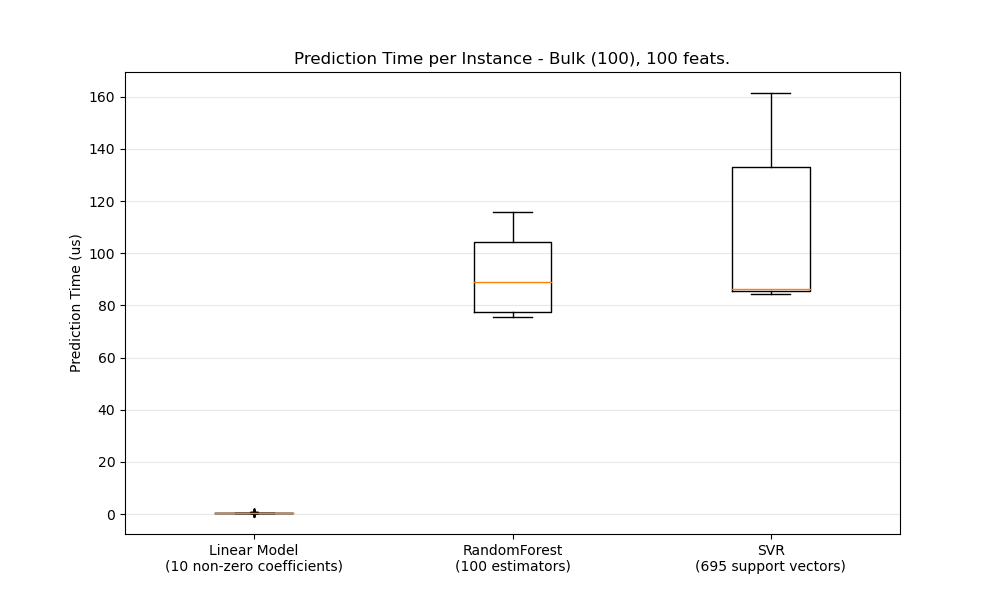 Prediction Time per Instance - Bulk (100), 100 feats.
Prediction Time (us)
160
140
120
100
80
60
40
20
0
Linear Model
(10 non-zero coefficients)
RandomForest
(100 estimators)
SVR
(695 support vectors)